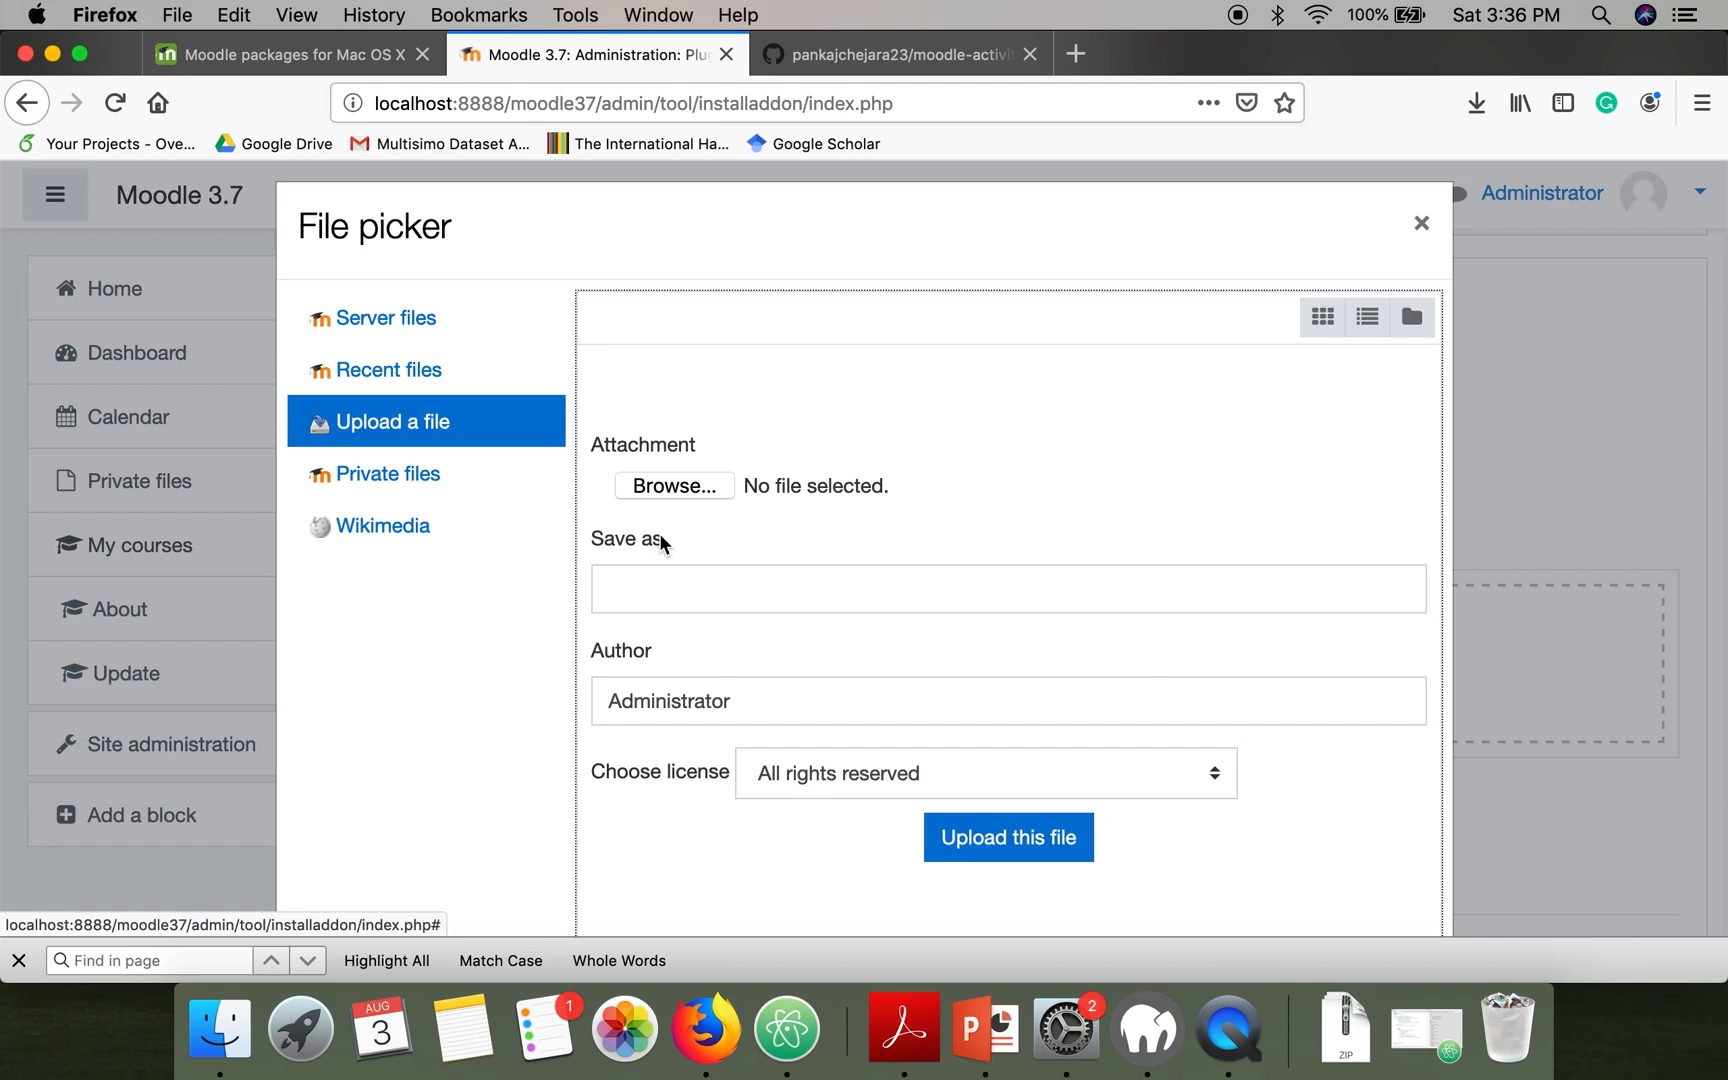 Firefox File Edit View History Bookmarks Tools Window Help 100% Sat 3:36 PM
Moodle packages for Mac OS X
Moodle 3.7: Administration: Plu
pankajchejara23/moodle-activi
localhost:8888/moodle37/admin/tool/installaddon/index.php
Your Projects - Ove... Google Drive Multisimo Dataset A... The International Ha... Google Scholar
Moodle 3.7
Administrator
Home
Dashboard
Calendar
Private files
My courses
About
Update
Site administration
Add a block
File picker
Server files
Recent files
Upload a file
Private files
Wikimedia
Attachment
Browse... No file selected.
Save as
Author
Administrator
Choose license All rights reserved
Upload this file
localhost:8888/moodle37/admin/tool/installaddon/index.php#
Find in page Highlight All Match Case Whole Words
AUG
3
1
P
2
ZIP